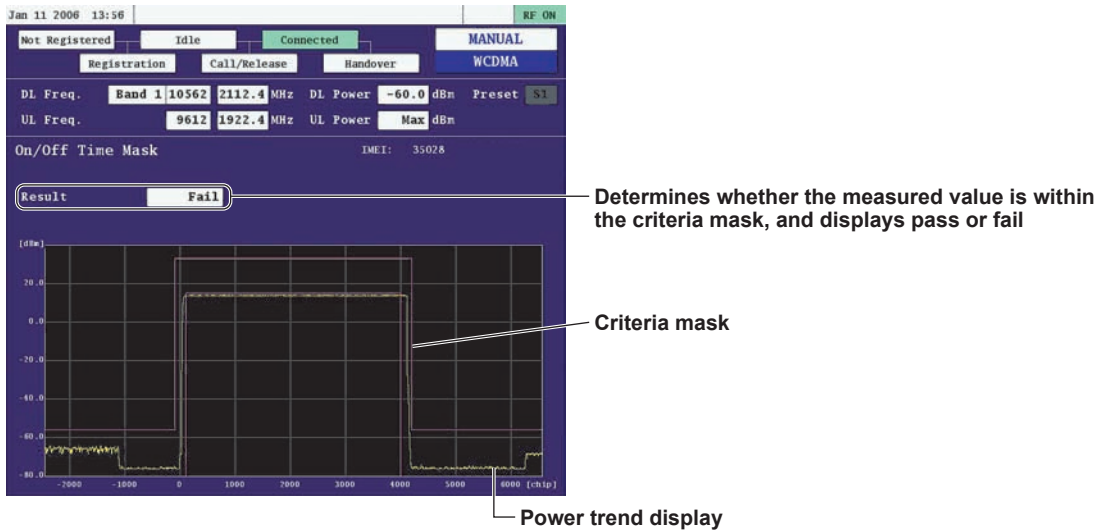 Jan 11 2006 13:56
RF ON
Not Registered Idle Connected MANUAL
Registration Call/Release Handover WCDMA
DL Freq. Band 1 10562 2112.4 MHz DL Power -60.0 dBm Preset S1
UL Freq. 9612 1922.4 MHz UL Power Max dBm
On/Off Time Mask IMEI: 35028
Result Fail
Determines whether the measured value is within
the criteria mask, and displays pass or fail
[dBm]
20.0
0.0
Criteria mask
-20.0
-40.0
-60.0
-80.0
-2000 -1000 0 1000 2000 3000 4000 5000 6000 [chip]
Power trend display